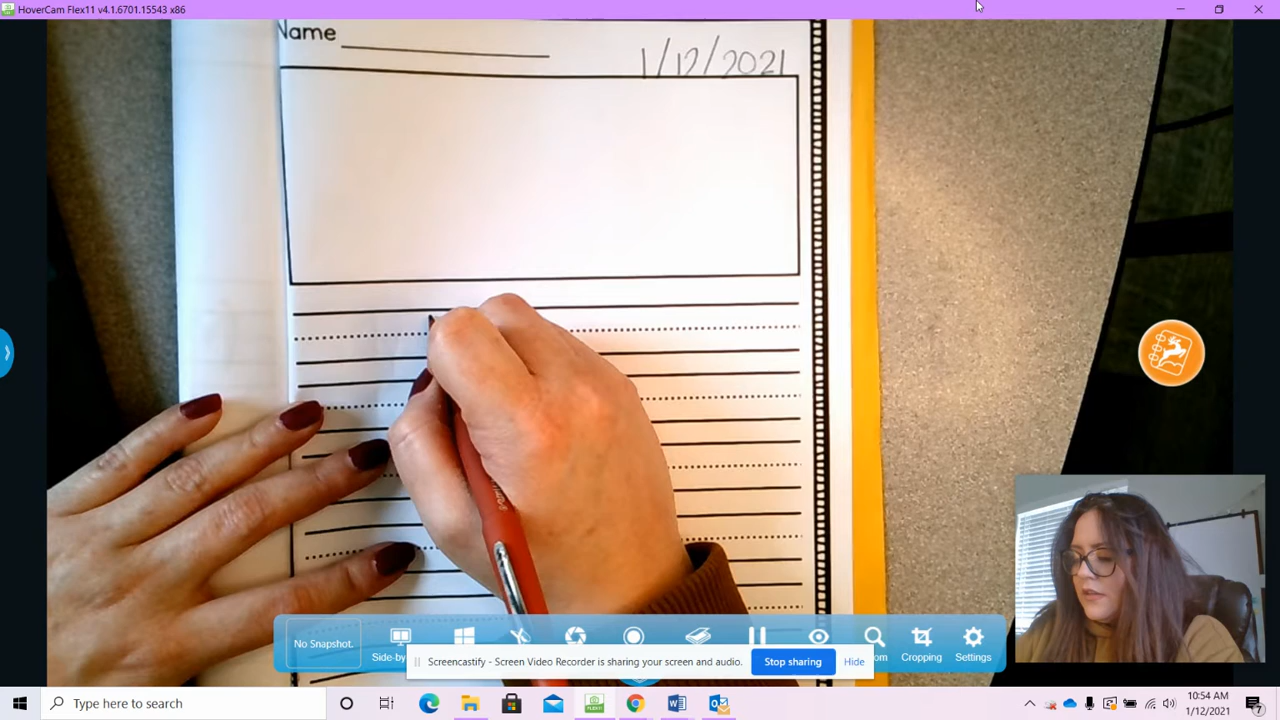 HoverCam Flex11 v4.1.6701.15543 x86
Name
1/12/2021
No Snapshot.
Side-by
Cropping
Settings
Screencastify - Screen Video Recorder is sharing your screen and audio.
Stop sharing
Hide
Type here to search
10:54 AM
1/12/2021
7